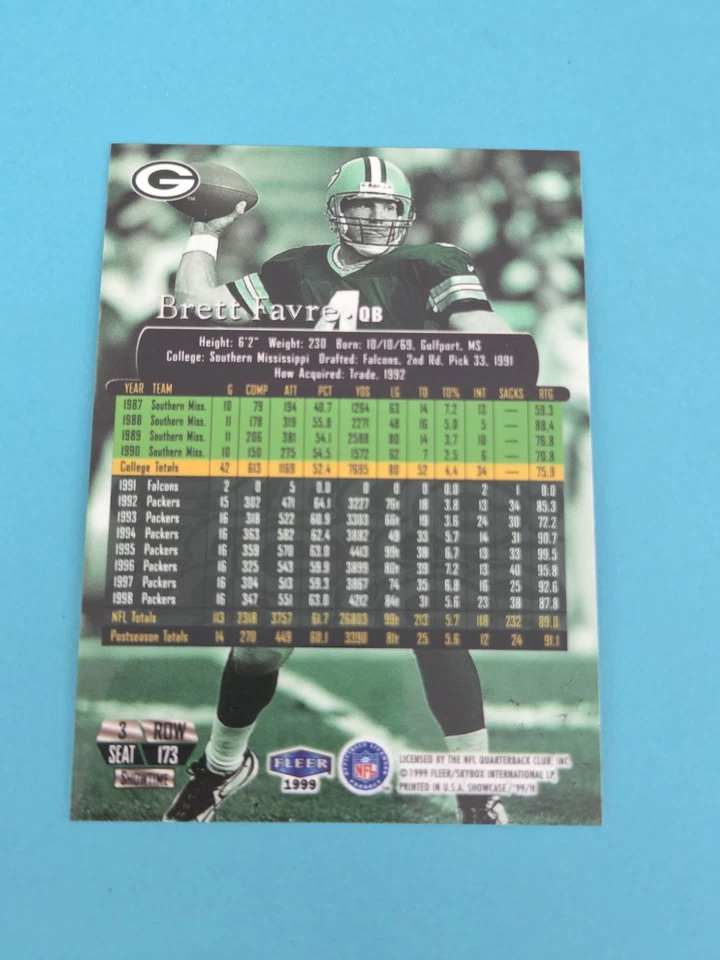 G
TM
Brett Favre • QB
4
Height: 6'2" Weight: 230 Born: 10/10/69, Gulfport, MS
College: Southern Mississippi Drafted: Falcons, 2nd Rd. Pick 33, 1991
How Acquired: Trade, 1992
YEAR TEAM G COMP ATT PCT YDS LG TD TD% INT SACKS RTG
1987 Southern Miss. 10 79 194 40.7 1264 63 14 7.2 13 — 59.3
1988 Southern Miss. 11 178 319 55.8 2271 48 16 5.0 5 — 88.4
1989 Southern Miss. 11 206 381 54.1 2588 80 14 3.7 10 — 76.8
1990 Southern Miss. 10 150 275 54.5 1572 62 7 2.5 6 — 70.8
College Totals 42 613 1169 52.4 7695 80 52 4.4 34 — 75.9
1991 Falcons 2 0 5 0.0 0 0 0 0.0 2 1 0.0
1992 Packers 15 302 471 64.1 3227 76t 18 3.8 13 34 85.3
1993 Packers 16 318 522 60.9 3303 66t 19 3.6 24 30 72.2
1994 Packers 16 363 582 62.4 3882 49 33 5.7 14 31 90.7
1995 Packers 16 359 570 63.0 4413 99t 38 6.7 13 33 99.5
1996 Packers 16 325 543 59.9 3899 80t 39 7.2 13 40 95.8
1997 Packers 16 304 513 59.3 3867 74 35 6.8 16 25 92.6
1998 Packers 16 347 551 63.0 4212 84t 31 5.6 23 38 87.8
NFL Totals 113 2318 3757 61.7 26803 99t 213 5.7 118 232 89.0
Postseason Totals 14 270 449 60.1 3390 81t 25 5.6 12 24 91.1
3 ROW
SEAT 173
SHOWTIME
FLEER
1999
NFL
LICENSED BY THE NFL QUARTERBACK CLUB, INC
©1999 FLEER/SKYBOX INTERNATIONAL LP
PRINTED IN U.S.A. SHOWCASE/'99/H